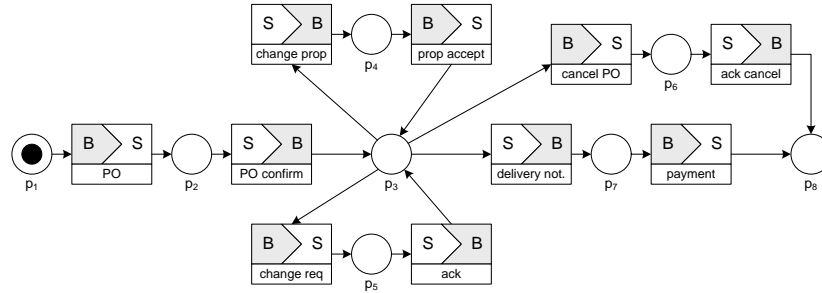 S B B S
change prop p4 prop accept
B S S B
cancel PO p6 ack cancel
B S S B S B B S
p1 PO p2 PO confirm p3 delivery not. p7 payment p8
B S S B
change req p5 ack